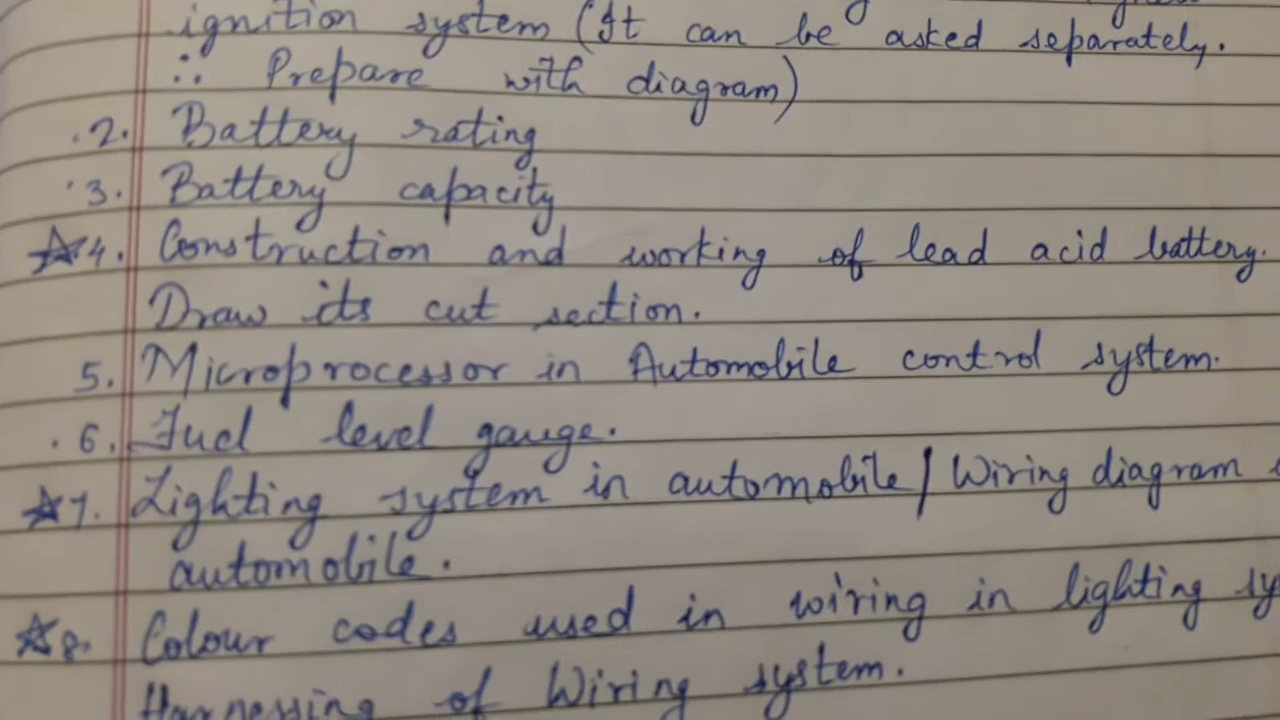 ignition system (It can be asked separately.
∴ Prepare with diagram)
2. Battery rating
3. Battery capacity
☆4. Construction and working of lead acid battery.
Draw its cut section.
5. Microprocessor in Automobile control system.
6. Fuel level gauge.
☆7. Lighting system in automobile/Wiring diagram
automobile.
☆8. Colour codes used in wiring in lighting sy
Harnessing of Wiring system.